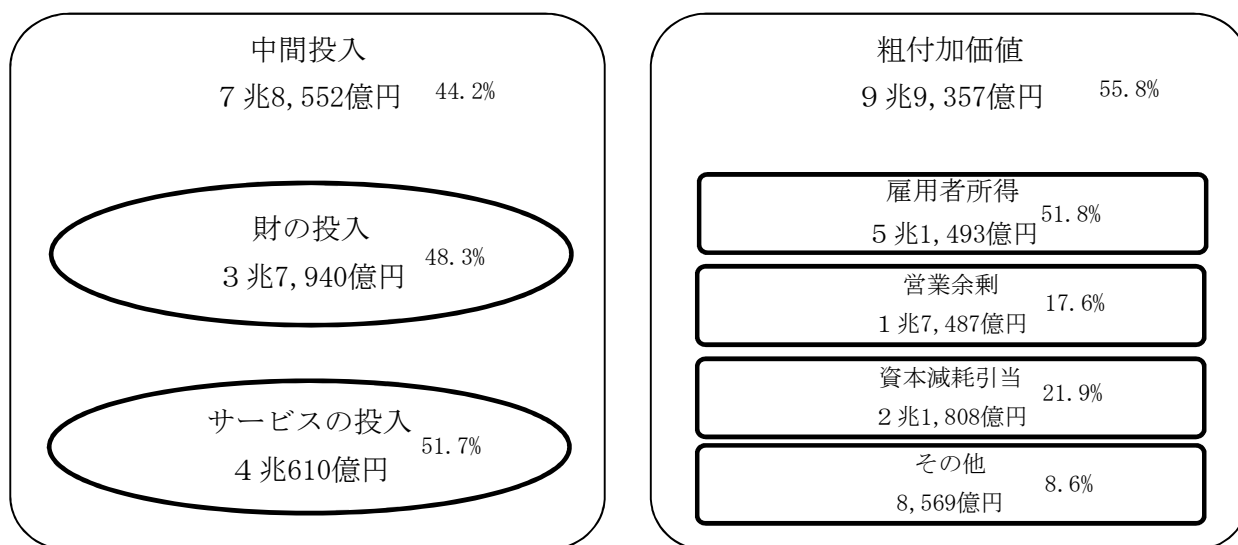 中間投入
７兆8,552億円 44.2%
財の投入
３兆7,940億円 48.3%
サービスの投入
４兆610億円 51.7%
粗付加価値
９兆9,357億円 55.8%
雇用者所得
５兆1,493億円 51.8%
営業余剰
１兆7,487億円 17.6%
資本減耗引当
２兆1,808億円 21.9%
その他
8,569億円 8.6%